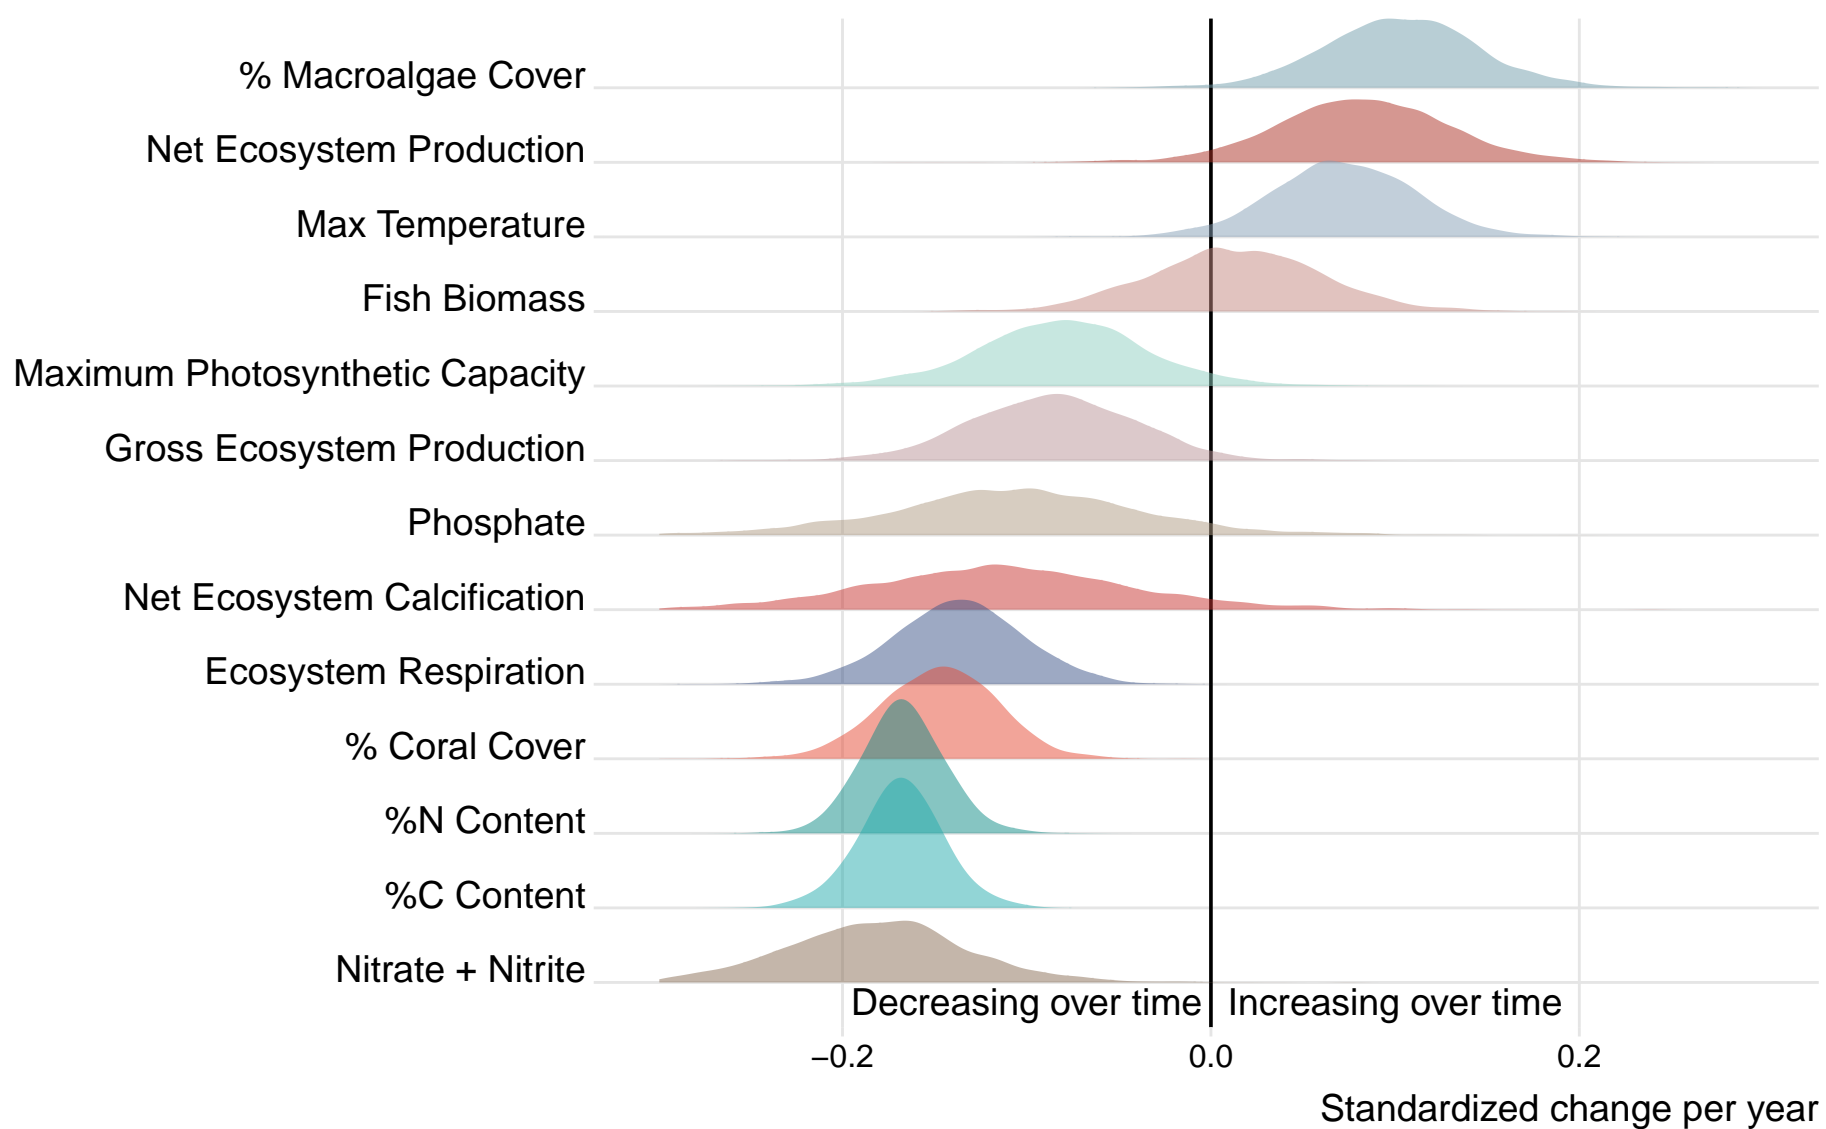 % Macroalgae Cover
Net Ecosystem Production
Max Temperature
Fish Biomass
Maximum Photosynthetic Capacity
Gross Ecosystem Production
Phosphate
Net Ecosystem Calcification
Ecosystem Respiration
% Coral Cover
%N Content
%C Content
Nitrate + Nitrite
Decreasing over time
Increasing over time
−0.2
0.0
0.2
Standardized change per year